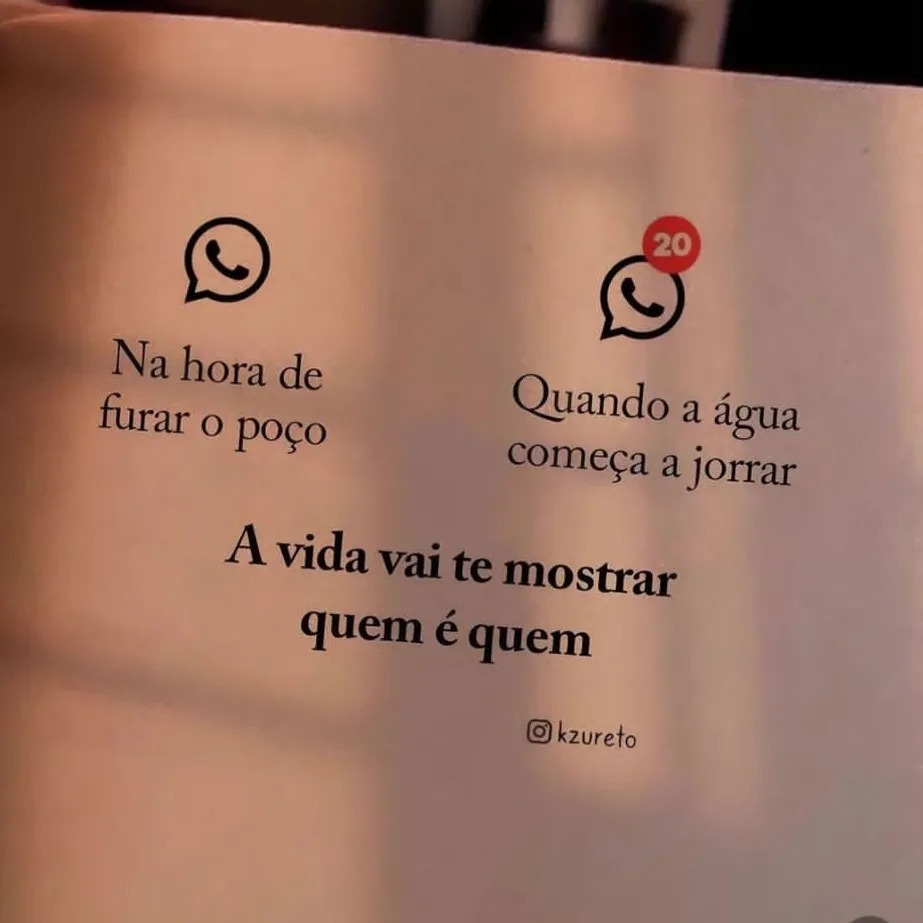 20
Na hora de
furar o poço
Quando a água
começa a jorrar
A vida vai te mostrar
quem é quem
kzureto